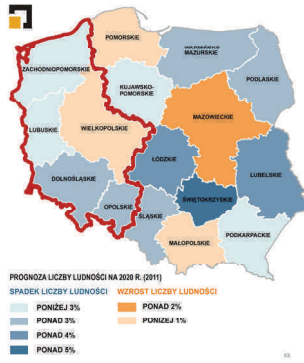 POMORSKIE
WARMIŃSKO-
MAZURSKIE
ZACHODNIOPOMORSKIE
PODLASKIE
KUJAWSKO-
POMORSKIE
LUBUSKIE
WIELKOPOLSKIE
MAZOWIECKIE
ŁÓDZKIE
LUBELSKIE
DOLNOŚLĄSKIE
OPOLSKIE
ŚLĄSKIE
ŚWIĘTOKRZYSKIE
MAŁOPOLSKIE
PODKARPACKIE
PROGNOZA LICZBY LUDNOŚCI NA 2020 R. (2011)
SPADEK LICZBY LUDNOŚCI WZROST LICZBY LUDNOŚCI
PONIŻEJ 3% PONAD 2%
PONAD 3% PONIŻEJ 1%
PONAD 4%
PONAD 5%